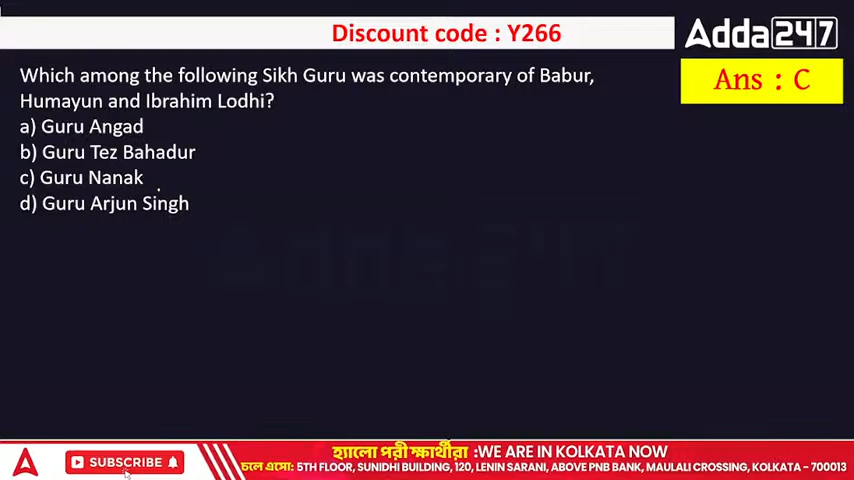 Discount code : Y266
Adda247
Which among the following Sikh Guru was contemporary of Babur,
Humayun and Ibrahim Lodhi?
Ans : C
a) Guru Angad
b) Guru Tez Bahadur
c) Guru Nanak
d) Guru Arjun Singh
হ্যালো পরীক্ষার্থীরা :WE ARE IN KOLKATA NOW
SUBSCRIBE
চলে এসো: 5TH FLOOR, SUNIDHI BUILDING, 120, LENIN SARANI, ABOVE PNB BANK, MAULALI CROSSING, KOLKATA - 700013